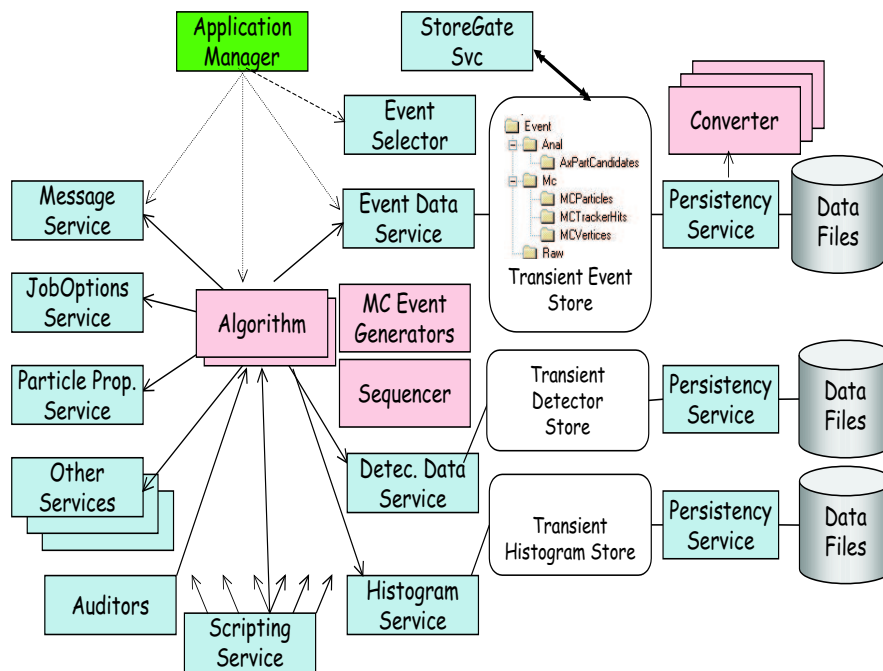 Application
Manager
StoreGate
Svc
Event
Selector
Converter
Message
Service
Event Data
Service
Event
Anal
AxPartCandidates
Mc
MCParticles
MCTrackerHits
MCVertices
Raw
Transient Event
Store
Persistency
Service
Data
Files
JobOptions
Service
Algorithm
MC Event
Generators
Particle Prop.
Service
Sequencer
Transient
Detector
Store
Persistency
Service
Data
Files
Other
Services
Detec. Data
Service
Transient
Histogram Store
Persistency
Service
Data
Files
Auditors
Scripting
Service
Histogram
Service